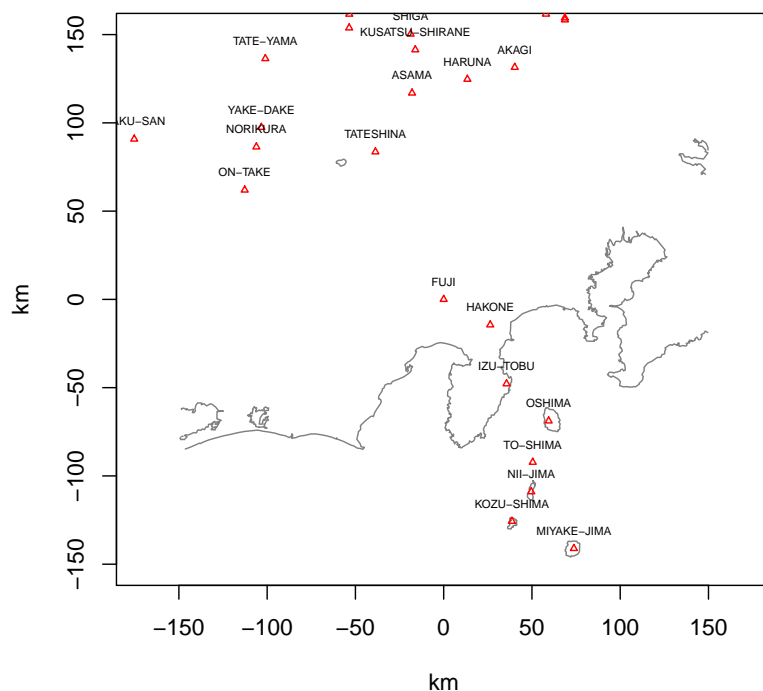 SHIGA
KUSATSU−SHIRANE
TATE−YAMA
AKAGI
HARUNA
ASAMA
YAKE−DAKE
AKU−SAN
NORIKURA
TATESHINA
ON−TAKE
FUJI
HAKONE
IZU−TOBU
OSHIMA
TO−SHIMA
NII−JIMA
KOZU−SHIMA
MIYAKE−JIMA
150
100
50
0
−50
−100
−150
km
−150 −100 −50 0 50 100 150
km